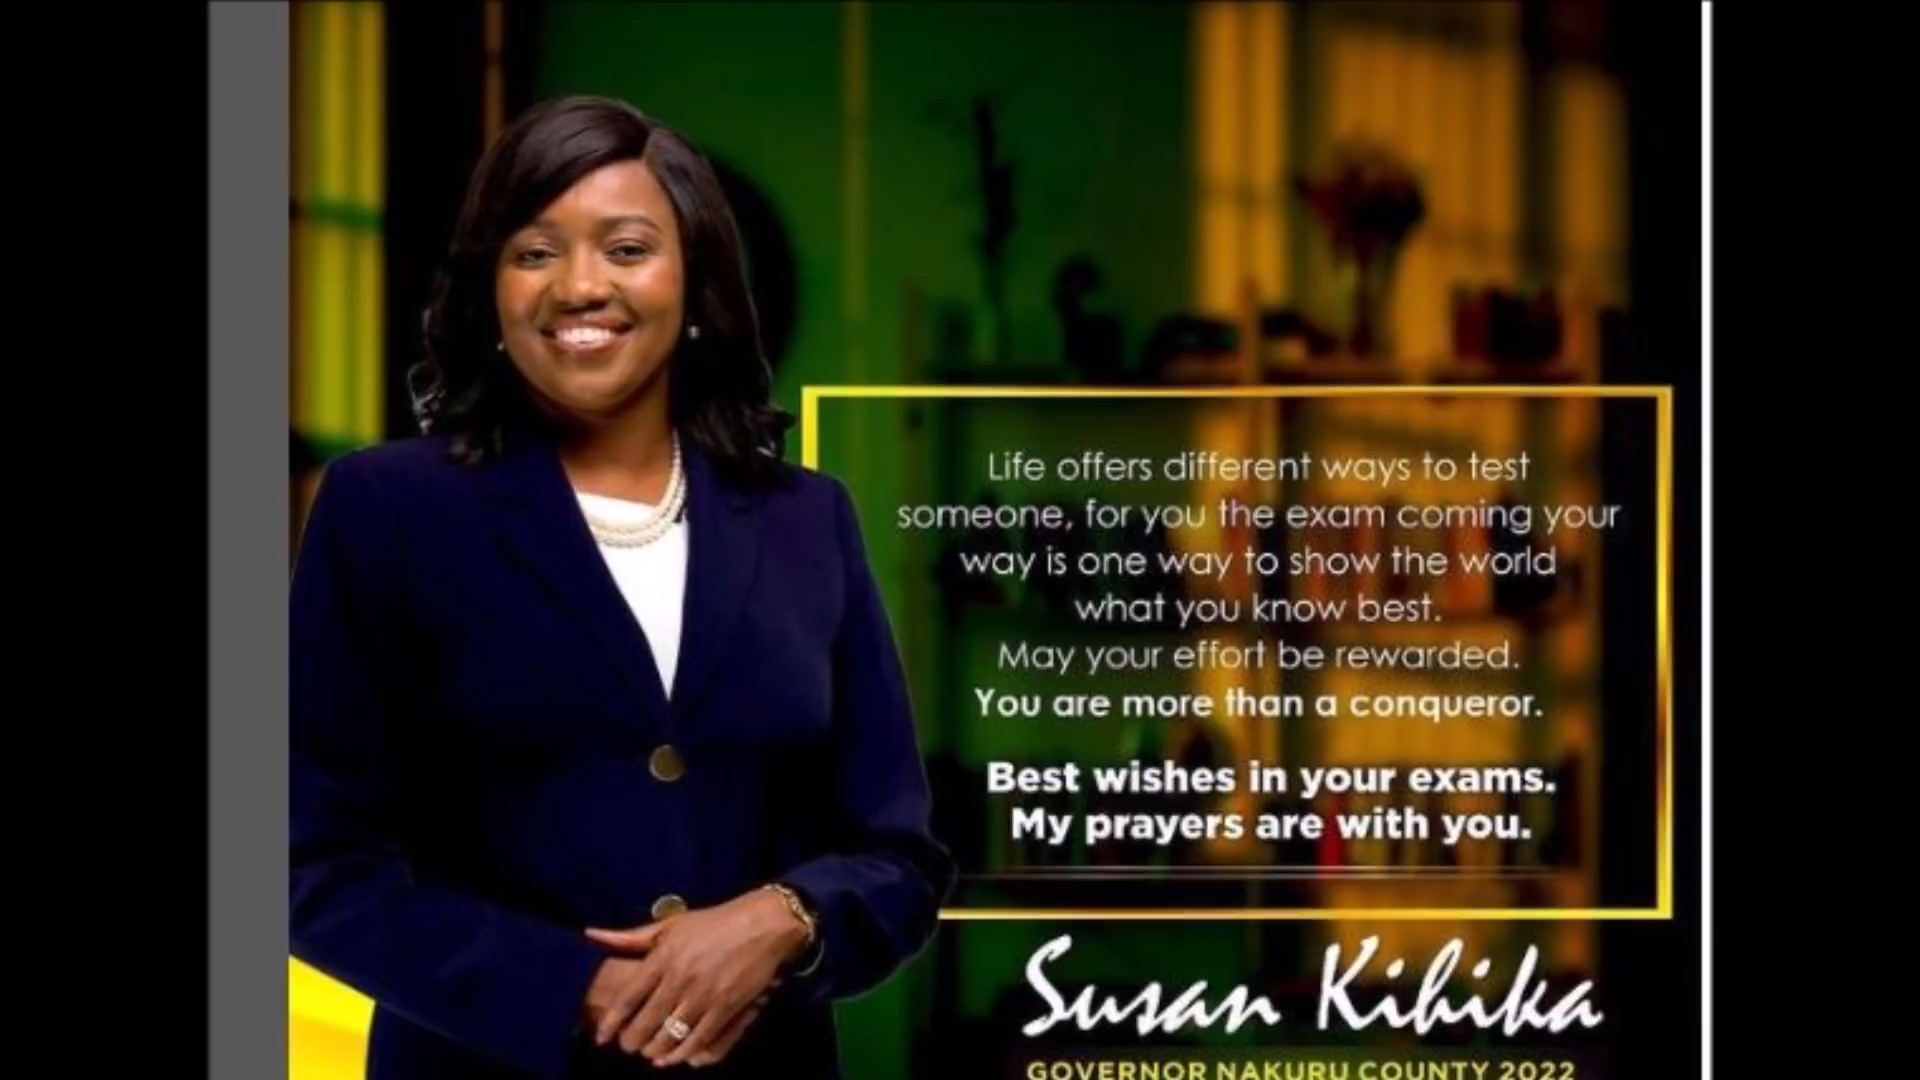 Life offers different ways to test
someone, for you the exam coming your
way is one way to show the world
what you know best.
May your effort be rewarded.
You are more than a conqueror.
Best wishes in your exams.
My prayers are with you.
Susan Kihika
GOVERNOR NAKURU COUNTY 2022